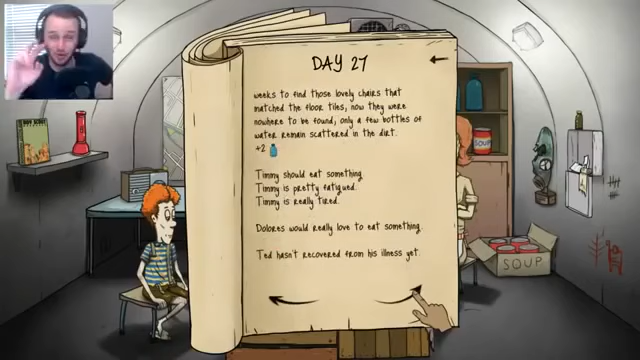 DAY 27
weeks to find those lovely chairs that
matched the floor tiles, now they were
nowhere to be found, only a few bottles of
water remain scattered in the dirt.
+2
Timmy should eat something.
Timmy is pretty fatigued.
Timmy is really tired.
Dolores would really love to eat something.
Ted hasn't recovered from his illness yet.
SOUP
SOUP